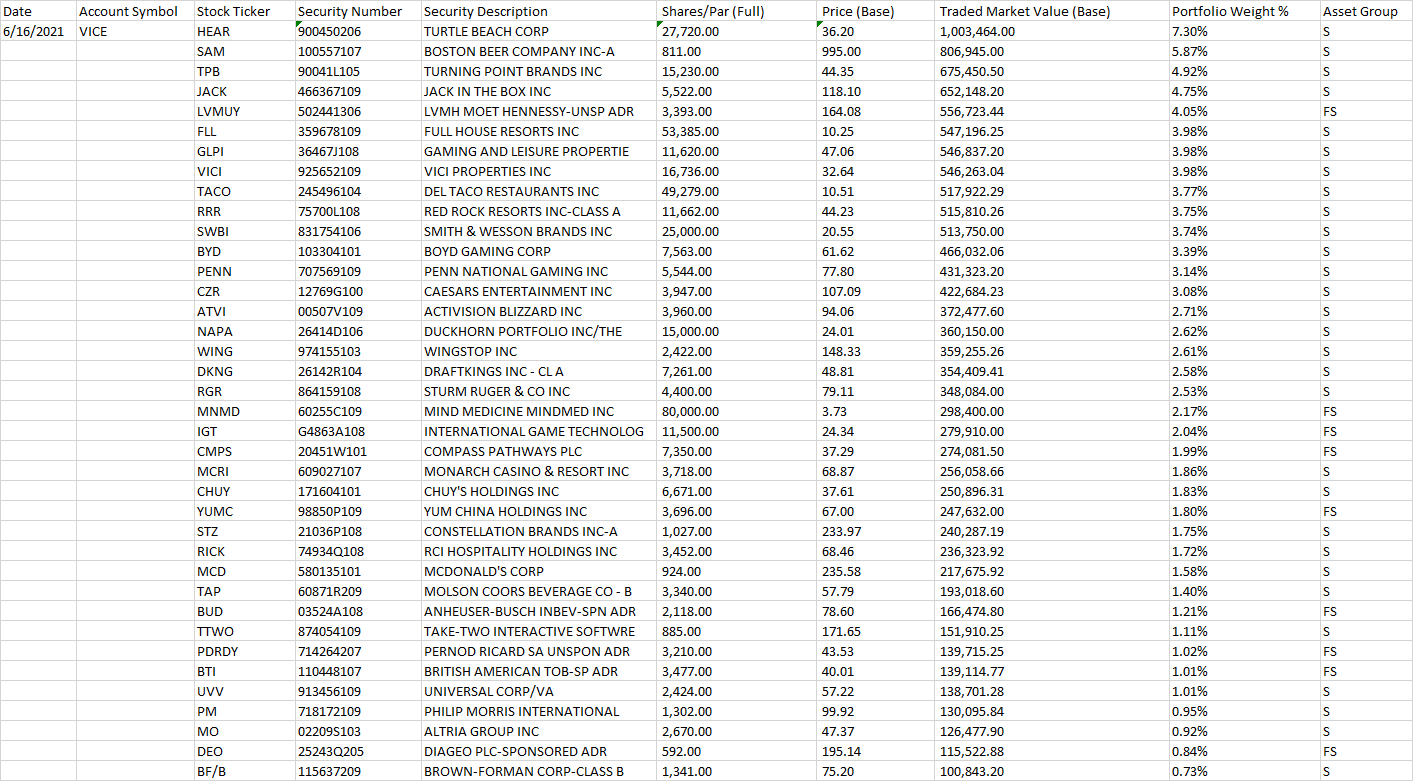 Date Account Symbol Stock Ticker Security Number Security Description Shares/Par (Full) Price (Base) Traded Market Value (Base) Portfolio Weight % Asset Group
6/16/2021 VICE HEAR 900450206 TURTLE BEACH CORP 27,720.00 36.20 1,003,464.00 7.30% S
SAM 100557107 BOSTON BEER COMPANY INC-A 811.00 995.00 806,945.00 5.87% S
TPB 90041L105 TURNING POINT BRANDS INC 15,230.00 44.35 675,450.50 4.92% S
JACK 466367109 JACK IN THE BOX INC 5,522.00 118.10 652,148.20 4.75% S
LVMUY 502441306 LVMH MOET HENNESSY-UNSP ADR 3,393.00 164.08 556,723.44 4.05% FS
FLL 359678109 FULL HOUSE RESORTS INC 53,385.00 10.25 547,196.25 3.98% S
GLPI 36467J108 GAMING AND LEISURE PROPERTIE 11,620.00 47.06 546,837.20 3.98% S
VICI 925652109 VICI PROPERTIES INC 16,736.00 32.64 546,263.04 3.98% S
TACO 245496104 DEL TACO RESTAURANTS INC 49,279.00 10.51 517,922.29 3.77% S
RRR 75700L108 RED ROCK RESORTS INC-CLASS A 11,662.00 44.23 515,810.26 3.75% S
SWBI 831754106 SMITH & WESSON BRANDS INC 25,000.00 20.55 513,750.00 3.74% S
BYD 103304101 BOYD GAMING CORP 7,563.00 61.62 466,032.06 3.39% S
PENN 707569109 PENN NATIONAL GAMING INC 5,544.00 77.80 431,323.20 3.14% S
CZR 12769G100 CAESARS ENTERTAINMENT INC 3,947.00 107.09 422,684.23 3.08% S
ATVI 00507V109 ACTIVISION BLIZZARD INC 3,960.00 94.06 372,477.60 2.71% S
NAPA 26414D106 DUCKHORN PORTFOLIO INC/THE 15,000.00 24.01 360,150.00 2.62% S
WING 974155103 WINGSTOP INC 2,422.00 148.33 359,255.26 2.61% S
DKNG 26142R104 DRAFTKINGS INC - CL A 7,261.00 48.81 354,409.41 2.58% S
RGR 864159108 STURM RUGER & CO INC 4,400.00 79.11 348,084.00 2.53% S
MNMD 60255C109 MIND MEDICINE MINDMED INC 80,000.00 3.73 298,400.00 2.17% FS
IGT G4863A108 INTERNATIONAL GAME TECHNOLOG 11,500.00 24.34 279,910.00 2.04% FS
CMPS 20451W101 COMPASS PATHWAYS PLC 7,350.00 37.29 274,081.50 1.99% FS
MCRI 609027107 MONARCH CASINO & RESORT INC 3,718.00 68.87 256,058.66 1.86% S
CHUY 171604101 CHUY'S HOLDINGS INC 6,671.00 37.61 250,896.31 1.83% S
YUMC 98850P109 YUM CHINA HOLDINGS INC 3,696.00 67.00 247,632.00 1.80% FS
STZ 21036P108 CONSTELLATION BRANDS INC-A 1,027.00 233.97 240,287.19 1.75% S
RICK 74934Q108 RCI HOSPITALITY HOLDINGS INC 3,452.00 68.46 236,323.92 1.72% S
MCD 580135101 MCDONALD'S CORP 924.00 235.58 217,675.92 1.58% S
TAP 60871R209 MOLSON COORS BEVERAGE CO - B 3,340.00 57.79 193,018.60 1.40% S
BUD 03524A108 ANHEUSER-BUSCH INBEV-SPN ADR 2,118.00 78.60 166,474.80 1.21% FS
TTWO 874054109 TAKE-TWO INTERACTIVE SOFTWRE 885.00 171.65 151,910.25 1.11% S
PDRDY 714264207 PERNOD RICARD SA UNSPON ADR 3,210.00 43.53 139,715.25 1.02% FS
BTI 110448107 BRITISH AMERICAN TOB-SP ADR 3,477.00 40.01 139,114.77 1.01% FS
UVV 913456109 UNIVERSAL CORP/VA 2,424.00 57.22 138,701.28 1.01% S
PM 718172109 PHILIP MORRIS INTERNATIONAL 1,302.00 99.92 130,095.84 0.95% S
MO 02209S103 ALTRIA GROUP INC 2,670.00 47.37 126,477.90 0.92% S
DEO 25243Q205 DIAGEO PLC-SPONSORED ADR 592.00 195.14 115,522.88 0.84% FS
BF/B 115637209 BROWN-FORMAN CORP-CLASS B 1,341.00 75.20 100,843.20 0.73% S